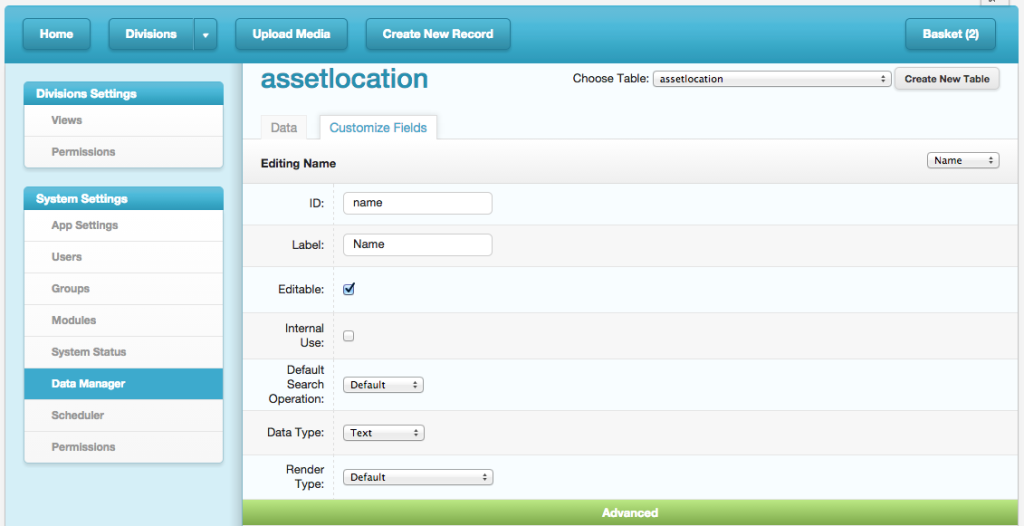 Home
Divisions
Upload Media
Create New Record
Basket (2)
Divisions Settings
Views
Permissions
System Settings
App Settings
Users
Groups
Modules
System Status
Data Manager
Scheduler
Permissions
assetlocation
Choose Table: assetlocation
Create New Table
Data
Customize Fields
Editing Name
Name
ID: name
Label: Name
Editable:
Internal
Use:
Default
Search
Operation:
Default
Data Type: Text
Render
Type:
Default
Advanced